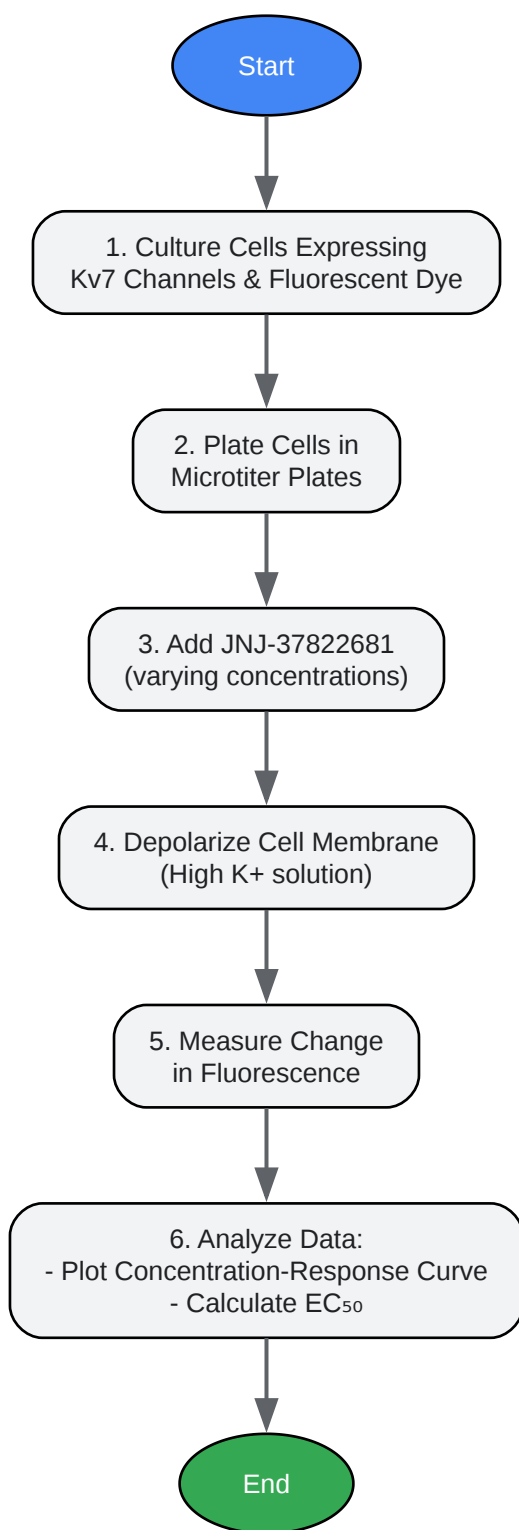 Start
1. Culture Cells Expressing
Kv7 Channels & Fluorescent Dye
2. Plate Cells in
Microtiter Plates
3. Add JNJ-37822681
(varying concentrations)
4. Depolarize Cell Membrane
(High K+ solution)
5. Measure Change
in Fluorescence
6. Analyze Data:
- Plot Concentration-Response Curve
- Calculate EC₅₀
End